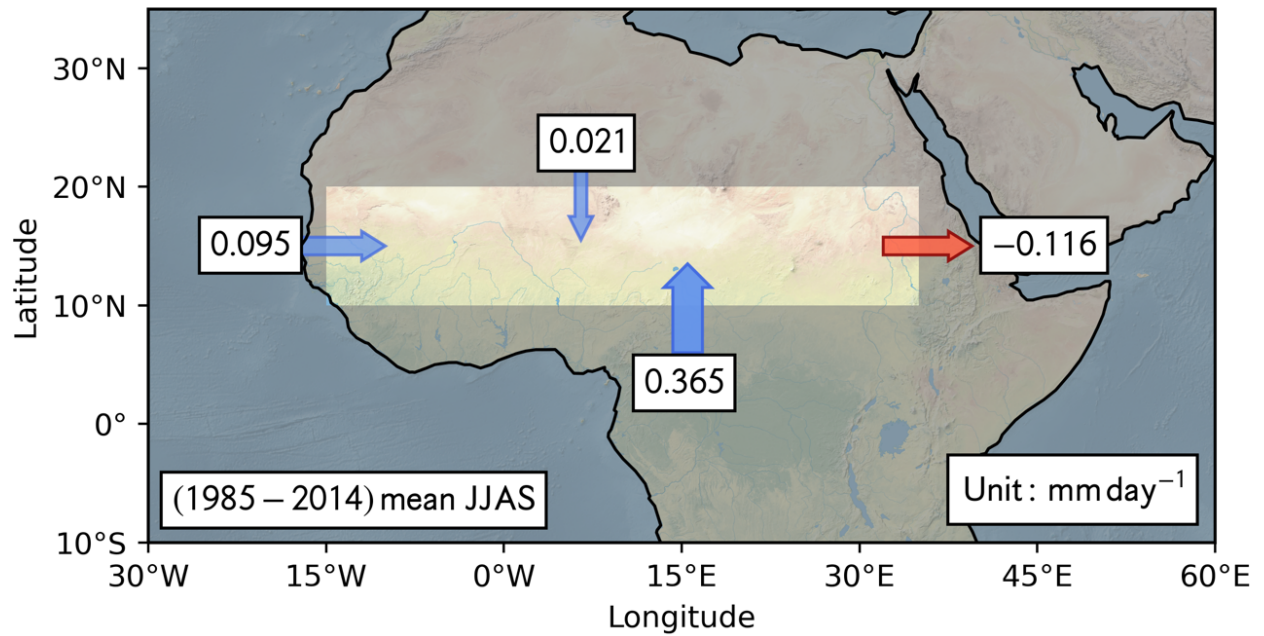 30°N
20°N
10°N
0°
10°S
Latitude
0.021
0.095
−0.116
0.365
(1985 − 2014) mean JJAS
Unit : mm day⁻¹
30°W
15°W
0°W
15°E
30°E
45°E
60°E
Longitude